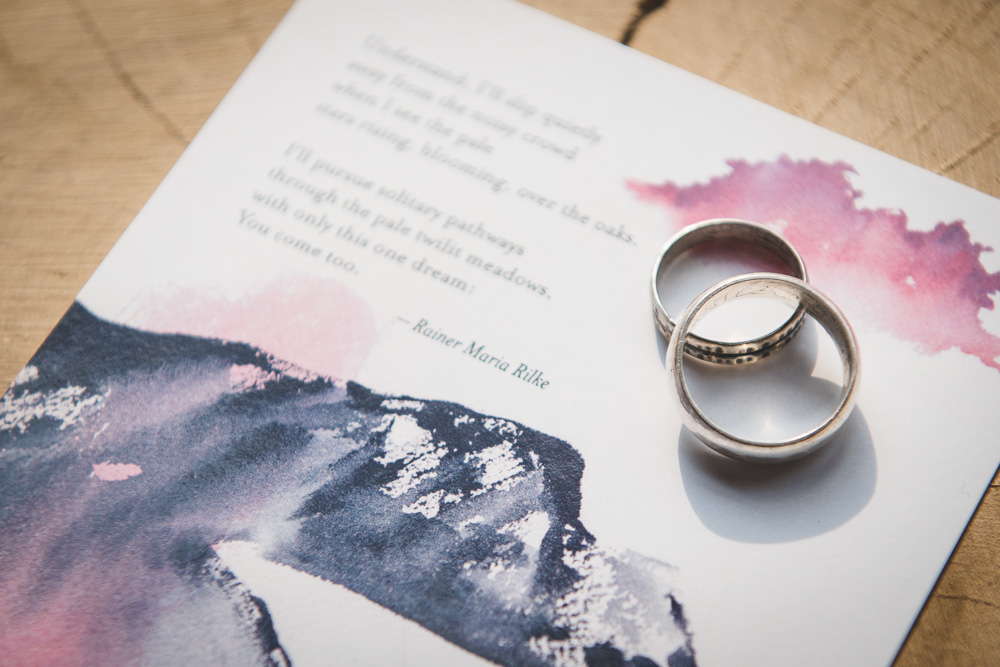 Understand, I'll slip quietly
away from the noisy crowd
when I see the pale
stars rising, blooming, over the oaks.
I'll pursue solitary pathways
through the pale twilit meadows,
with only this one dream:
You come too.
— Rainer Maria Rilke